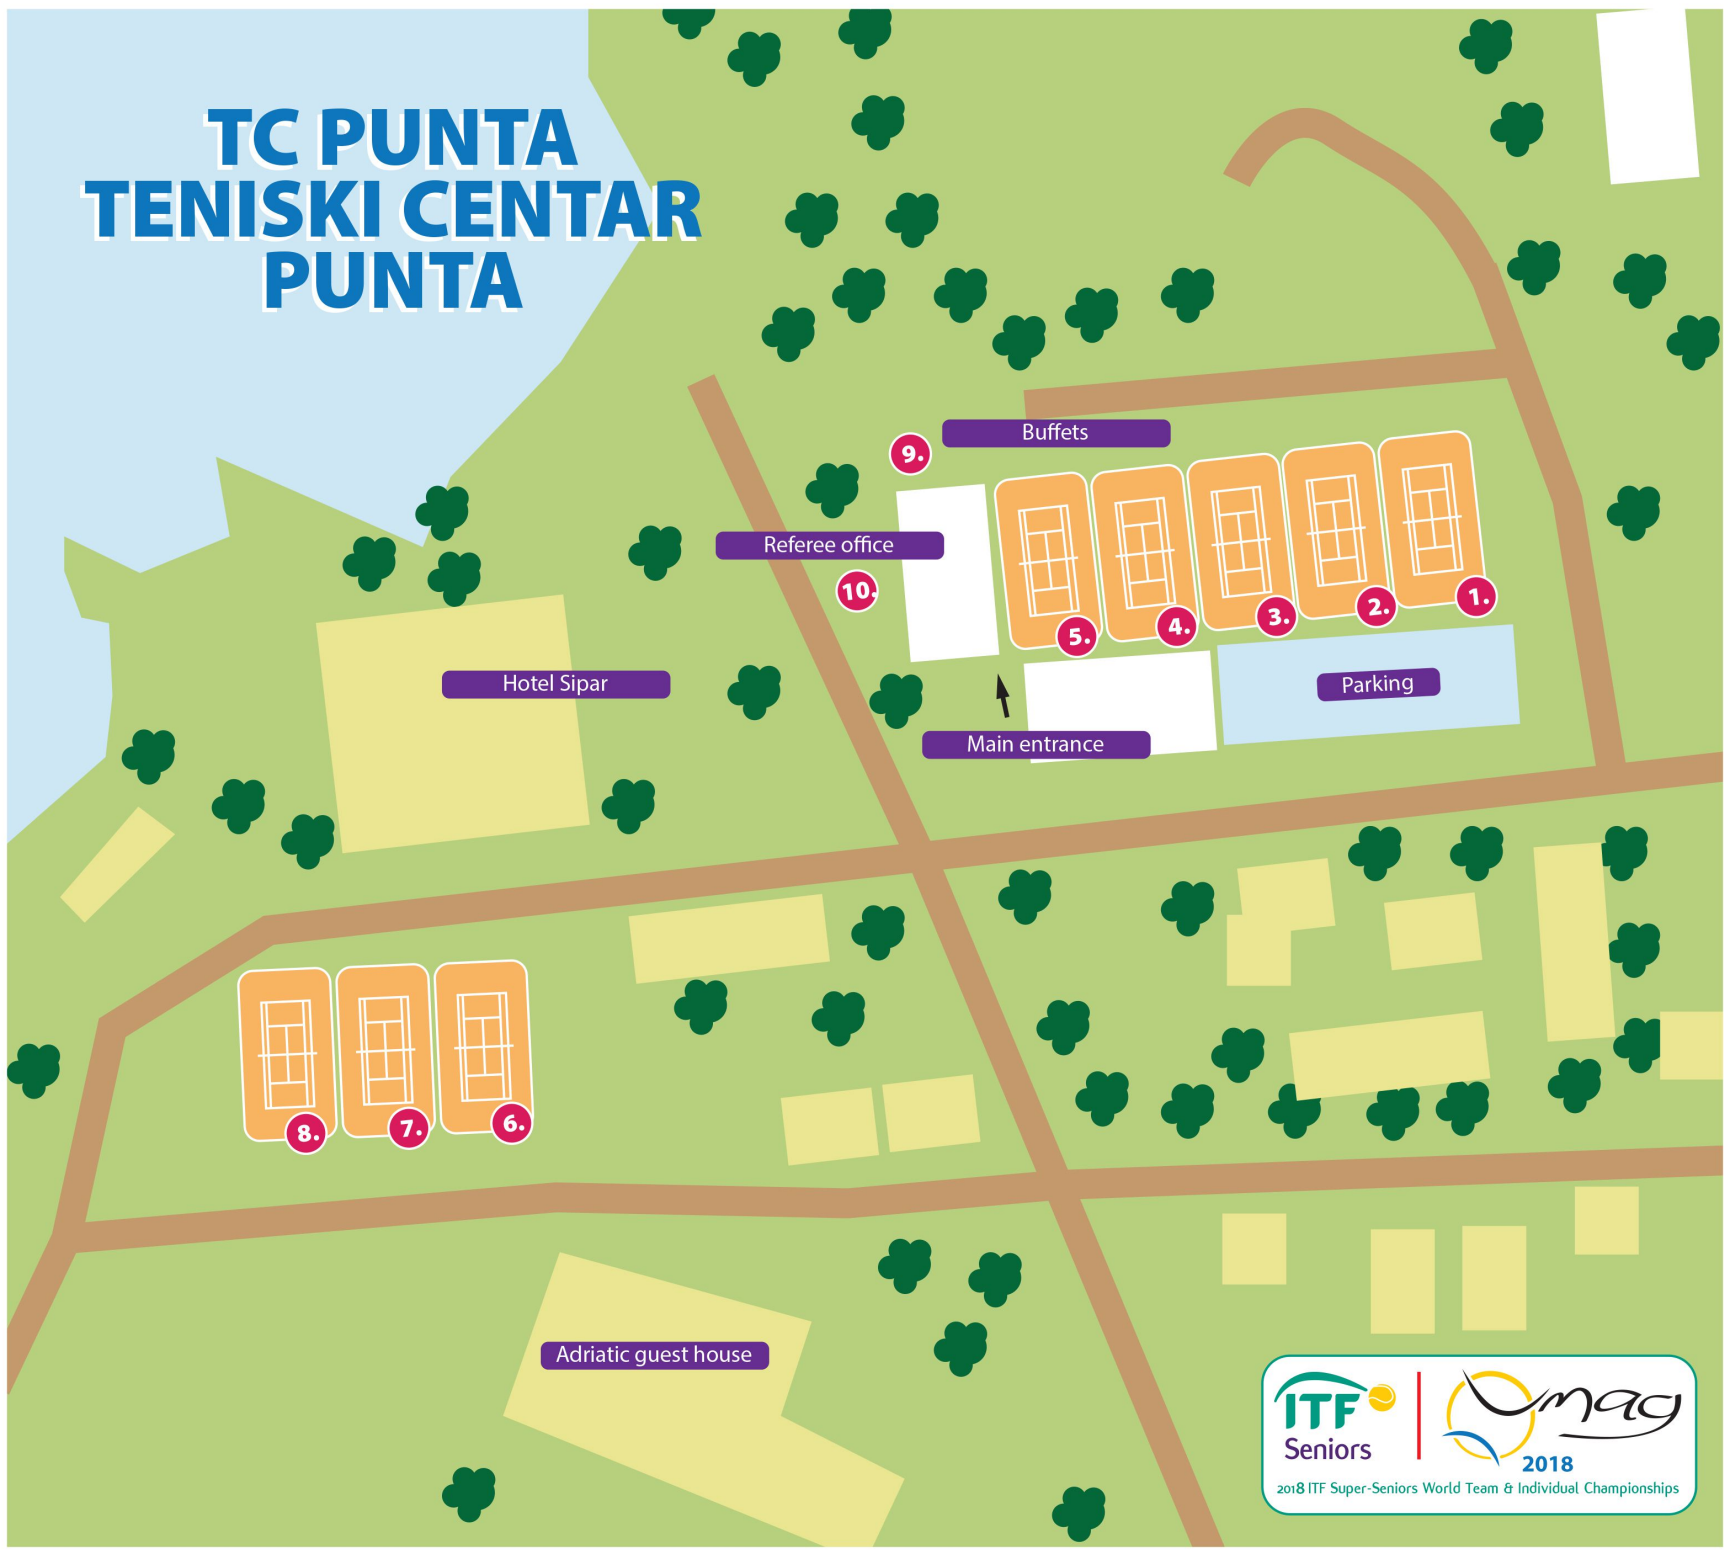 TC PUNTA
TENISKI CENTAR
PUNTA
Buffets
9.
Referee office
10.
1.
2.
3.
4.
5.
Hotel Sipar
Parking
Main entrance
8.
7.
6.
Adriatic guest house
ITF
Seniors
Umag
2018
2018 ITF Super-Seniors World Team & Individual Championships